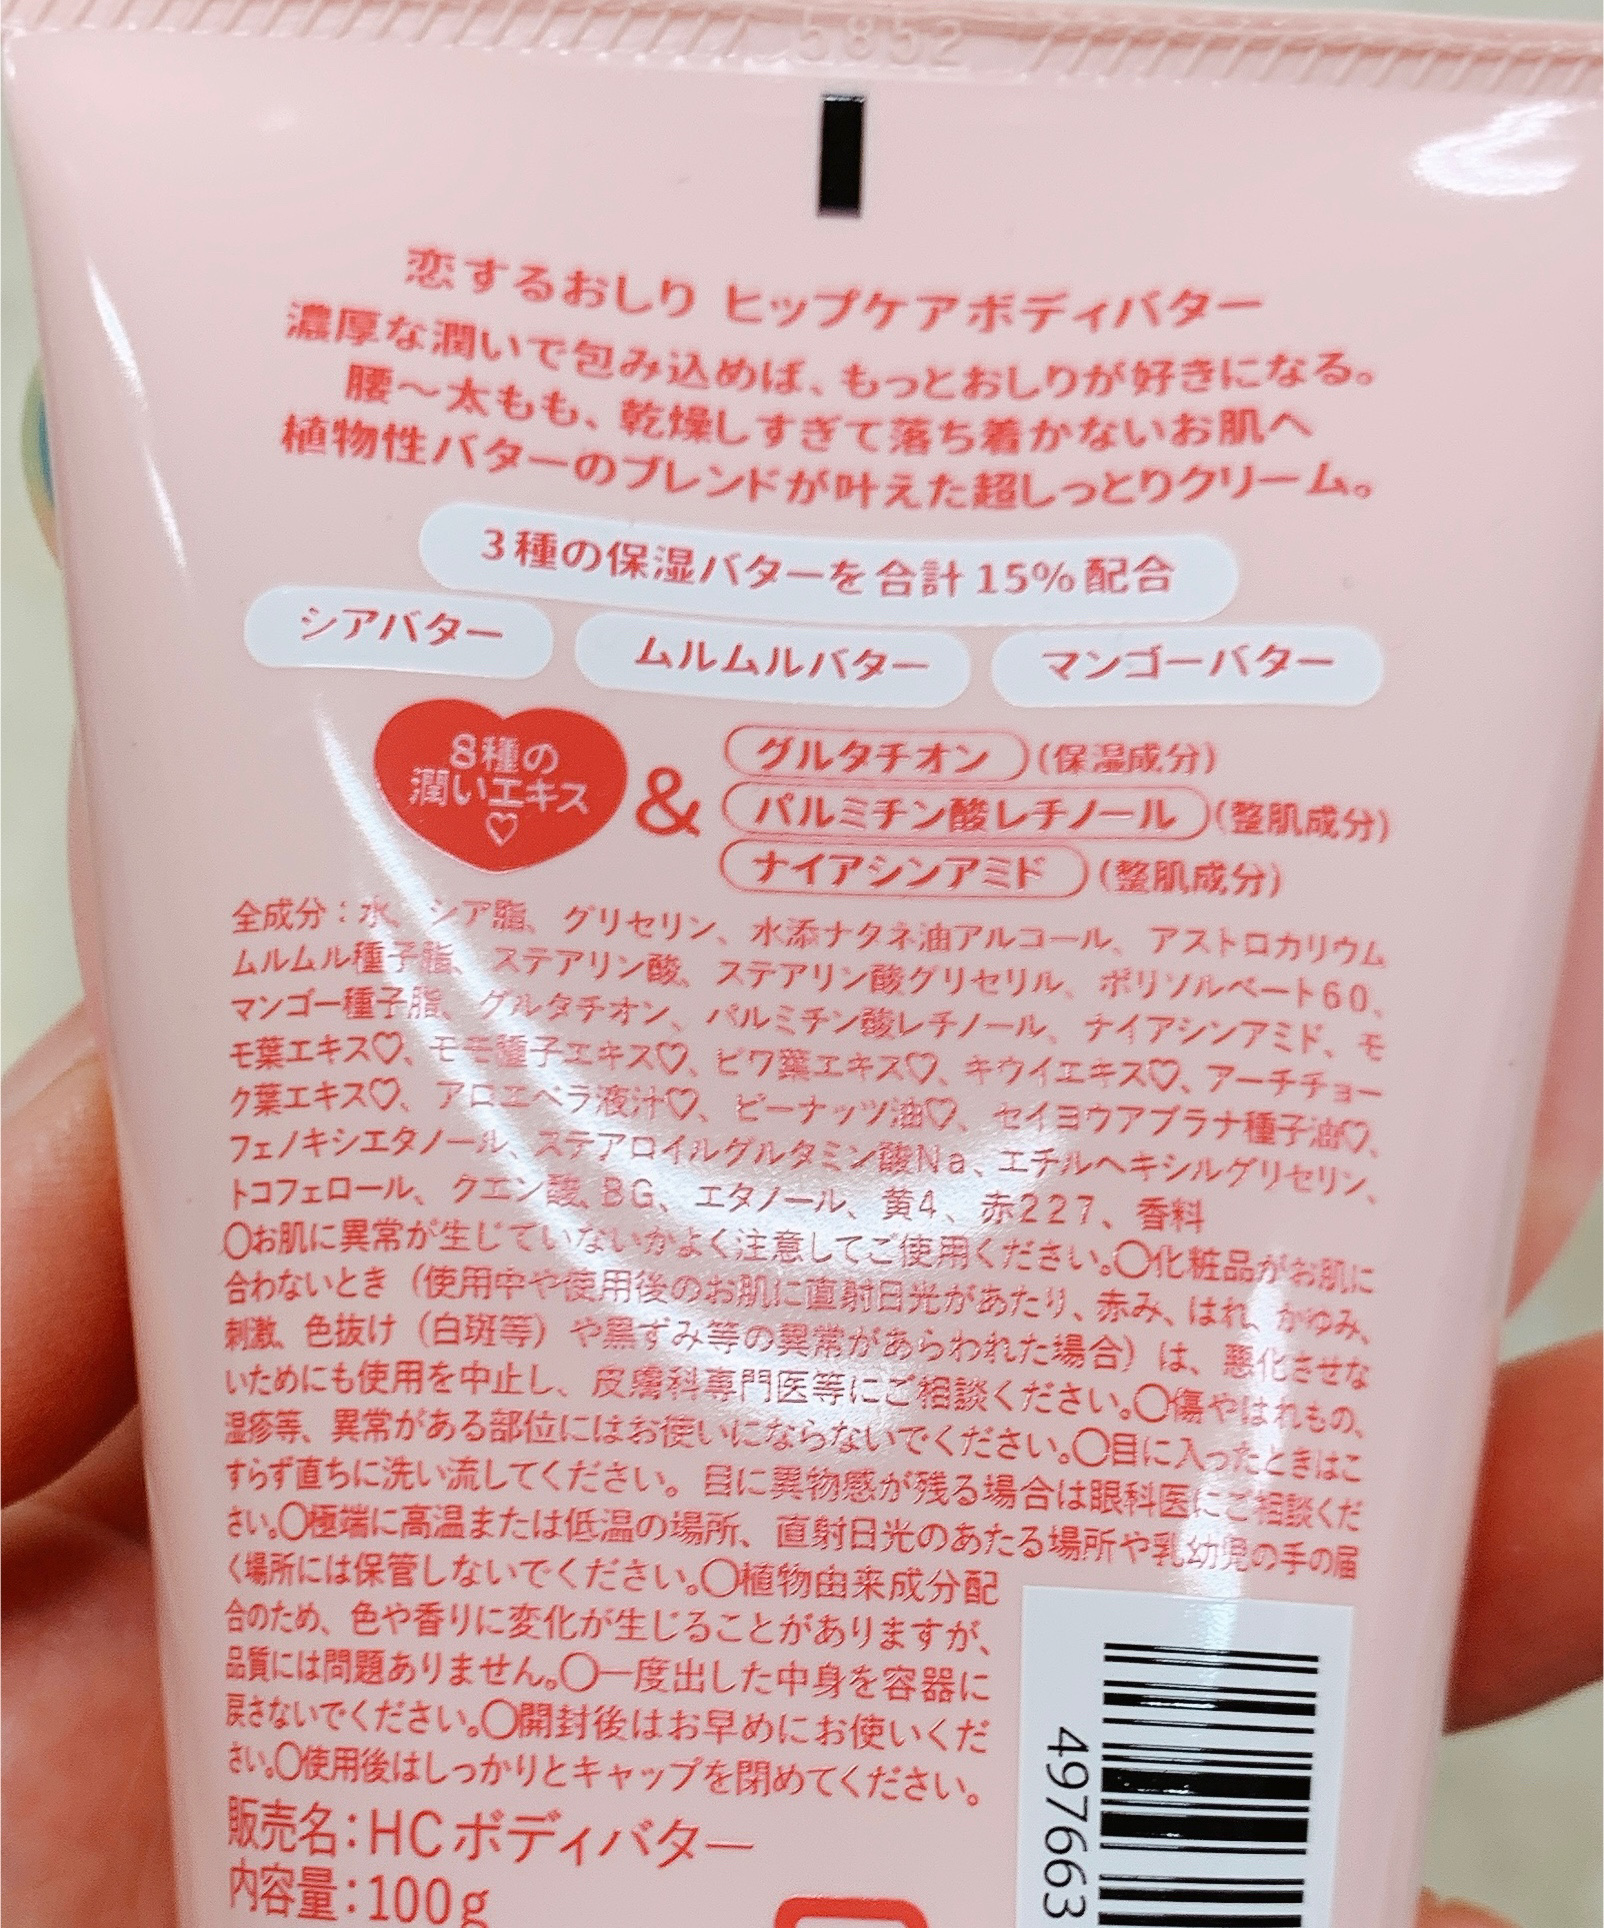 5852
恋するおしり ヒップケアボディバター
濃厚な潤いで包み込めば、もっとおしりが好きになる。
腰～太もも、乾燥しすぎて落ち着かないお肌へ
植物性バターのブレンドが叶えた超しっとりクリーム。
3種の保湿バターを合計15%配合
シアバター ムルムルバター マンゴーバター
8種の
潤いエキス
♡
&
グルタチオン (保湿成分)
パルミチン酸レチノール (整肌成分)
ナイアシンアミド (整肌成分)
全成分：水、シア脂、グリセリン、水添ナタネ油アルコール、アストロカリウム
ムルムル種子脂、ステアリン酸、ステアリン酸グリセリル、ポリソルベート60、
マンゴー種子脂、グルタチオン、パルミチン酸レチノール、ナイアシンアミド、モ
モ葉エキス♡、モモ種子エキス♡、ビワ葉エキス♡、キウイエキス♡、アーチチョー
ク葉エキス♡、アロエベラ液汁♡、ピーナッツ油♡、セイヨウアブラナ種子油♡、
フェノキシエタノール、ステアロイルグルタミン酸Na、エチルヘキシルグリセリン、
トコフェロール、クエン酸、BG、エタノール、黄4、赤227、香料
〇お肌に異常が生じていないかよく注意してご使用ください。〇化粧品がお肌に
合わないとき（使用中や使用後のお肌に直射日光があたり、赤み、はれ、かゆみ、
刺激、色抜け（白斑等）や黒ずみ等の異常があらわれた場合）は、悪化させな
いためにも使用を中止し、皮膚科専門医等にご相談ください。〇傷やはれもの、
湿疹等、異常がある部位にはお使いにならないでください。〇目に入ったときはこ
すらず直ちに洗い流してください。目に異物感が残る場合は眼科医にご相談くだ
さい。〇極端に高温または低温の場所、直射日光のあたる場所や乳幼児の手の届
く場所には保管しないでください。〇植物由来成分配
合のため、色や香りに変化が生じることがありますが、
品質には問題ありません。〇一度出した中身を容器に
戻さないでください。〇開封後はお早めにお使いくだ
さい。〇使用後はしっかりとキャップを閉めてください。
販売名：HCボディバター
内容量：100g
497663